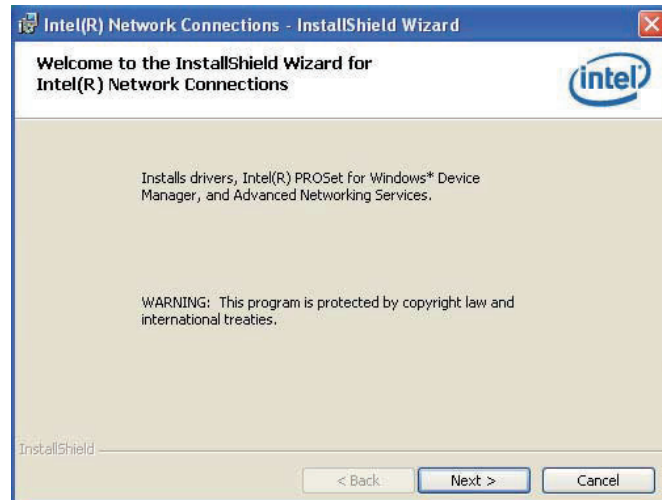 Intel(R) Network Connections - InstallShield Wizard
Welcome to the InstallShield Wizard for
Intel(R) Network Connections
intel
Installs drivers, Intel(R) PROSet for Windows* Device
Manager, and Advanced Networking Services.
WARNING: This program is protected by copyright law and
international treaties.
InstallShield
< Back
Next >
Cancel